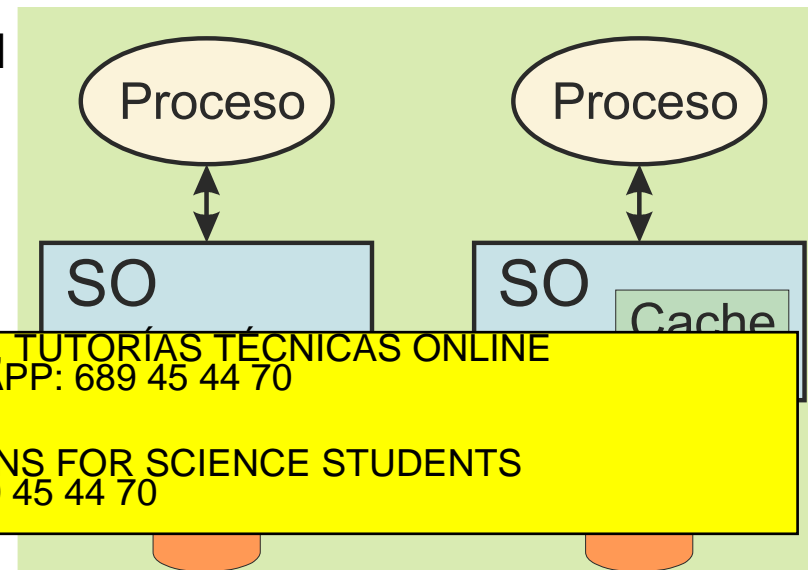 Proceso Proceso
SO SO
Cache
TUTORÍAS TÉCNICAS ONLINE
APP: 689 45 44 70
NS FOR SCIENCE STUDENTS
45 44 70